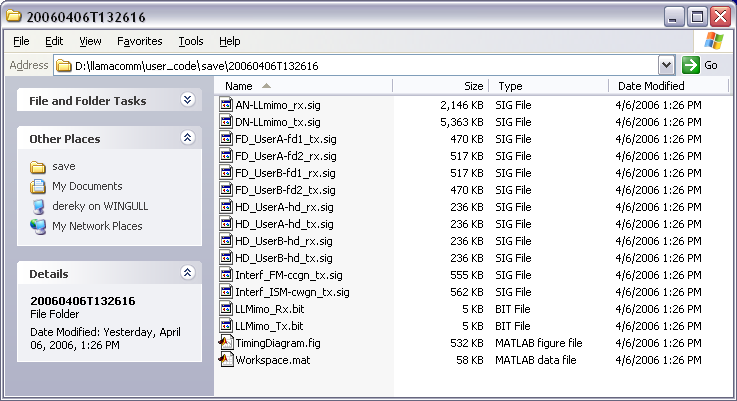 20060406T132616
File Edit View Favorites Tools Help
Address D:\llamacomm\user_code\save\20060406T132616 Go
File and Folder Tasks
Other Places
save
My Documents
dereky on WINGULL
My Network Places
Details
20060406T132616
File Folder
Date Modified: Yesterday, April
06, 2006, 1:26 PM
Name Size Type Date Modified
AN-LLmimo_rx.sig 2,146 KB SIG File 4/6/2006 1:26 PM
DN-LLmimo_tx.sig 5,363 KB SIG File 4/6/2006 1:26 PM
FD_UserA-fd1_tx.sig 470 KB SIG File 4/6/2006 1:26 PM
FD_UserA-fd2_rx.sig 517 KB SIG File 4/6/2006 1:26 PM
FD_UserB-fd1_rx.sig 517 KB SIG File 4/6/2006 1:26 PM
FD_UserB-fd2_tx.sig 470 KB SIG File 4/6/2006 1:26 PM
HD_UserA-hd_rx.sig 236 KB SIG File 4/6/2006 1:26 PM
HD_UserA-hd_tx.sig 236 KB SIG File 4/6/2006 1:26 PM
HD_UserB-hd_rx.sig 236 KB SIG File 4/6/2006 1:26 PM
HD_UserB-hd_tx.sig 236 KB SIG File 4/6/2006 1:26 PM
Interf_FM-ccgn_tx.sig 555 KB SIG File 4/6/2006 1:26 PM
Interf_ISM-cwgn_tx.sig 562 KB SIG File 4/6/2006 1:26 PM
LLMimo_Rx.bit 5 KB BIT File 4/6/2006 1:26 PM
LLMimo_Tx.bit 5 KB BIT File 4/6/2006 1:26 PM
TimingDiagram.fig 532 KB MATLAB figure file 4/6/2006 1:26 PM
Workspace.mat 58 KB MATLAB data file 4/6/2006 1:26 PM